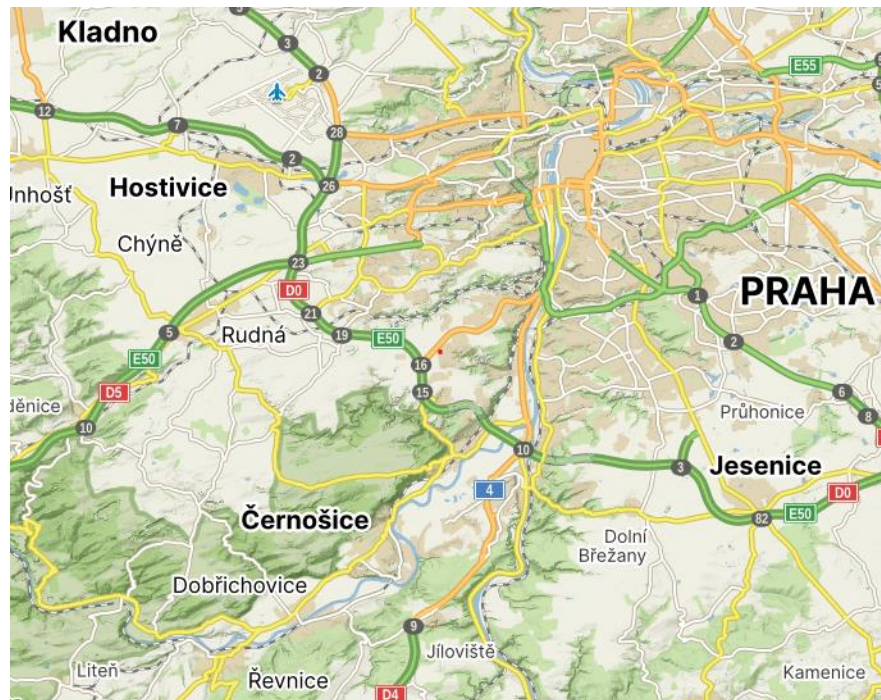 Kladno
3
2
E55
12
7
28
2
26
Hostivice
Unhošť
Chýně
23
D0
21
19
E50
Rudná
5
E50
D5
16
15
10
PRAHA
1
2
6
8
Průhonice
10
3
Jesenice
4
82
E50
D0
Černošice
Dolní
Břežany
Dobřichovice
9
Jíloviště
Liteň
Řevnice
D4
Kamenice